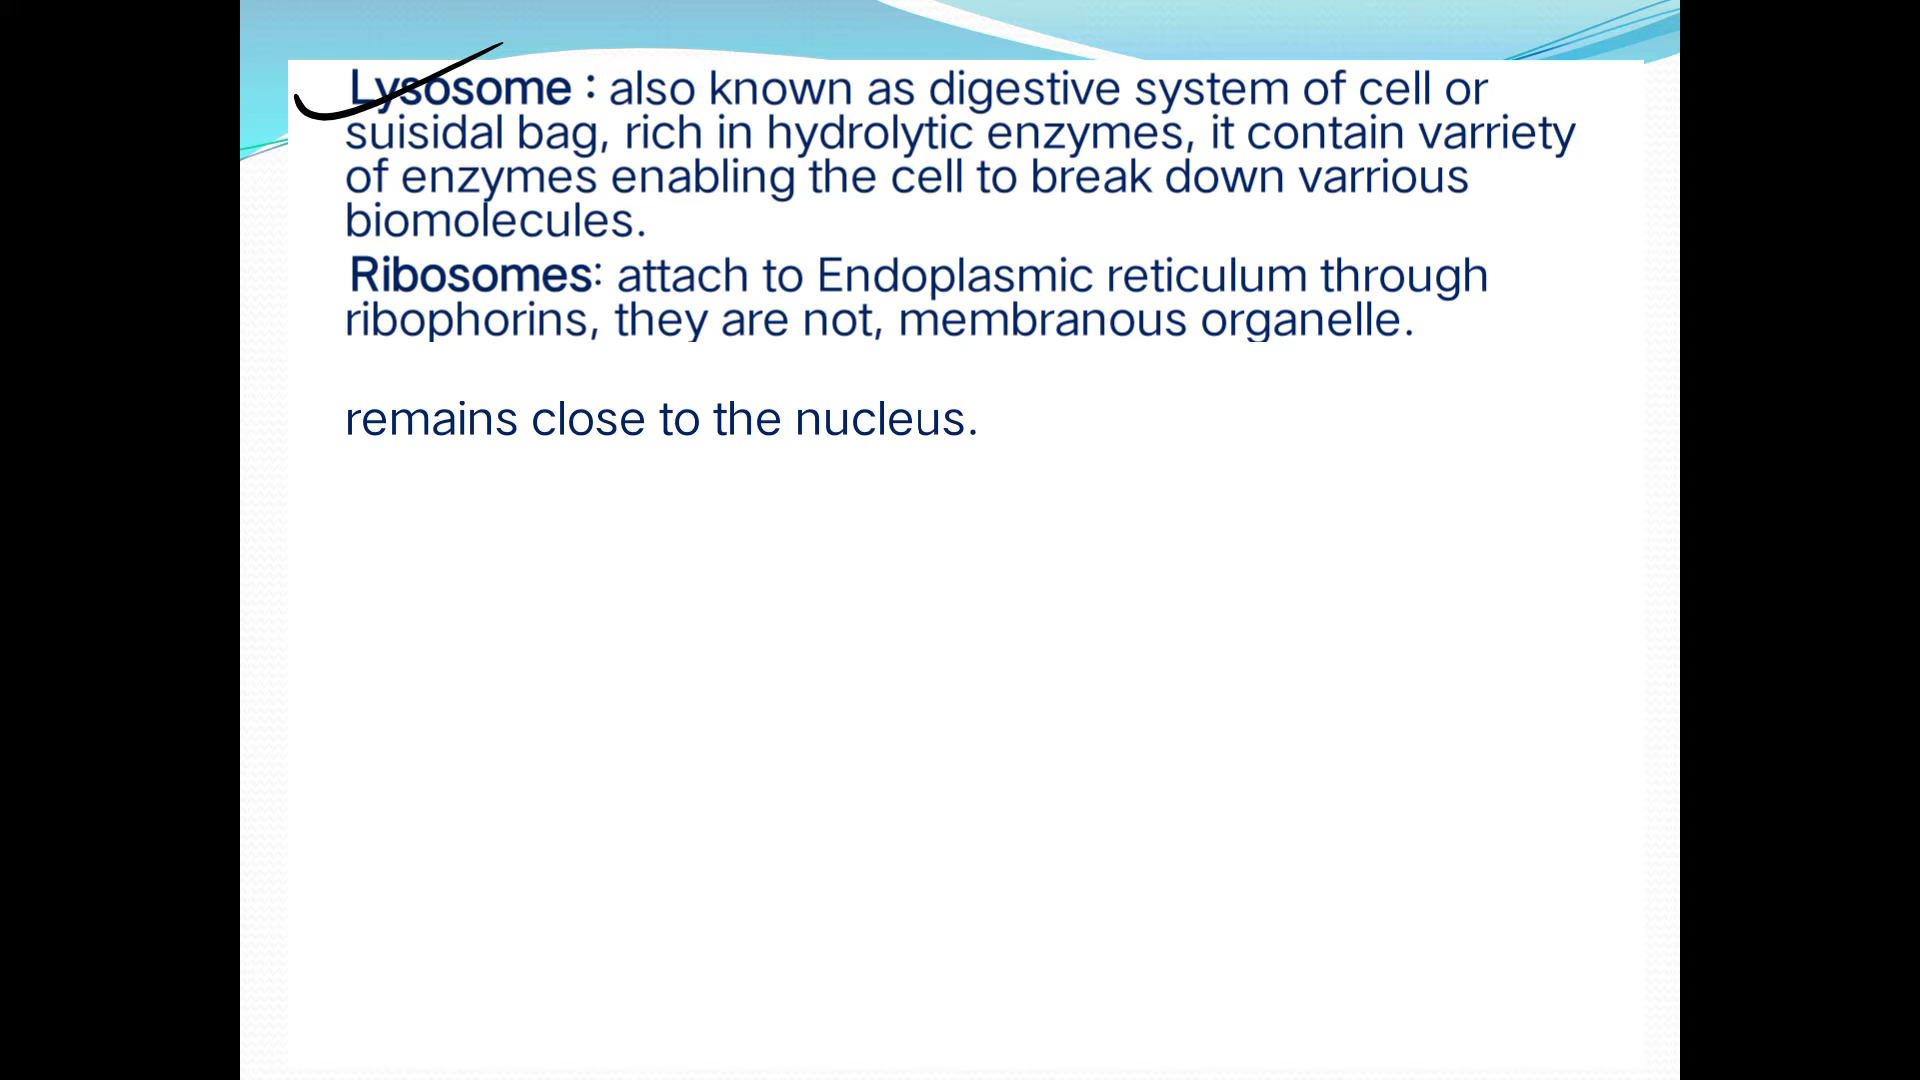 Lysosome : also known as digestive system of cell or
suisidal bag, rich in hydrolytic enzymes, it contain varriety
of enzymes enabling the cell to break down varrious
biomolecules.
Ribosomes: attach to Endoplasmic reticulum through
ribophorins, they are not, membranous organelle.
remains close to the nucleus.